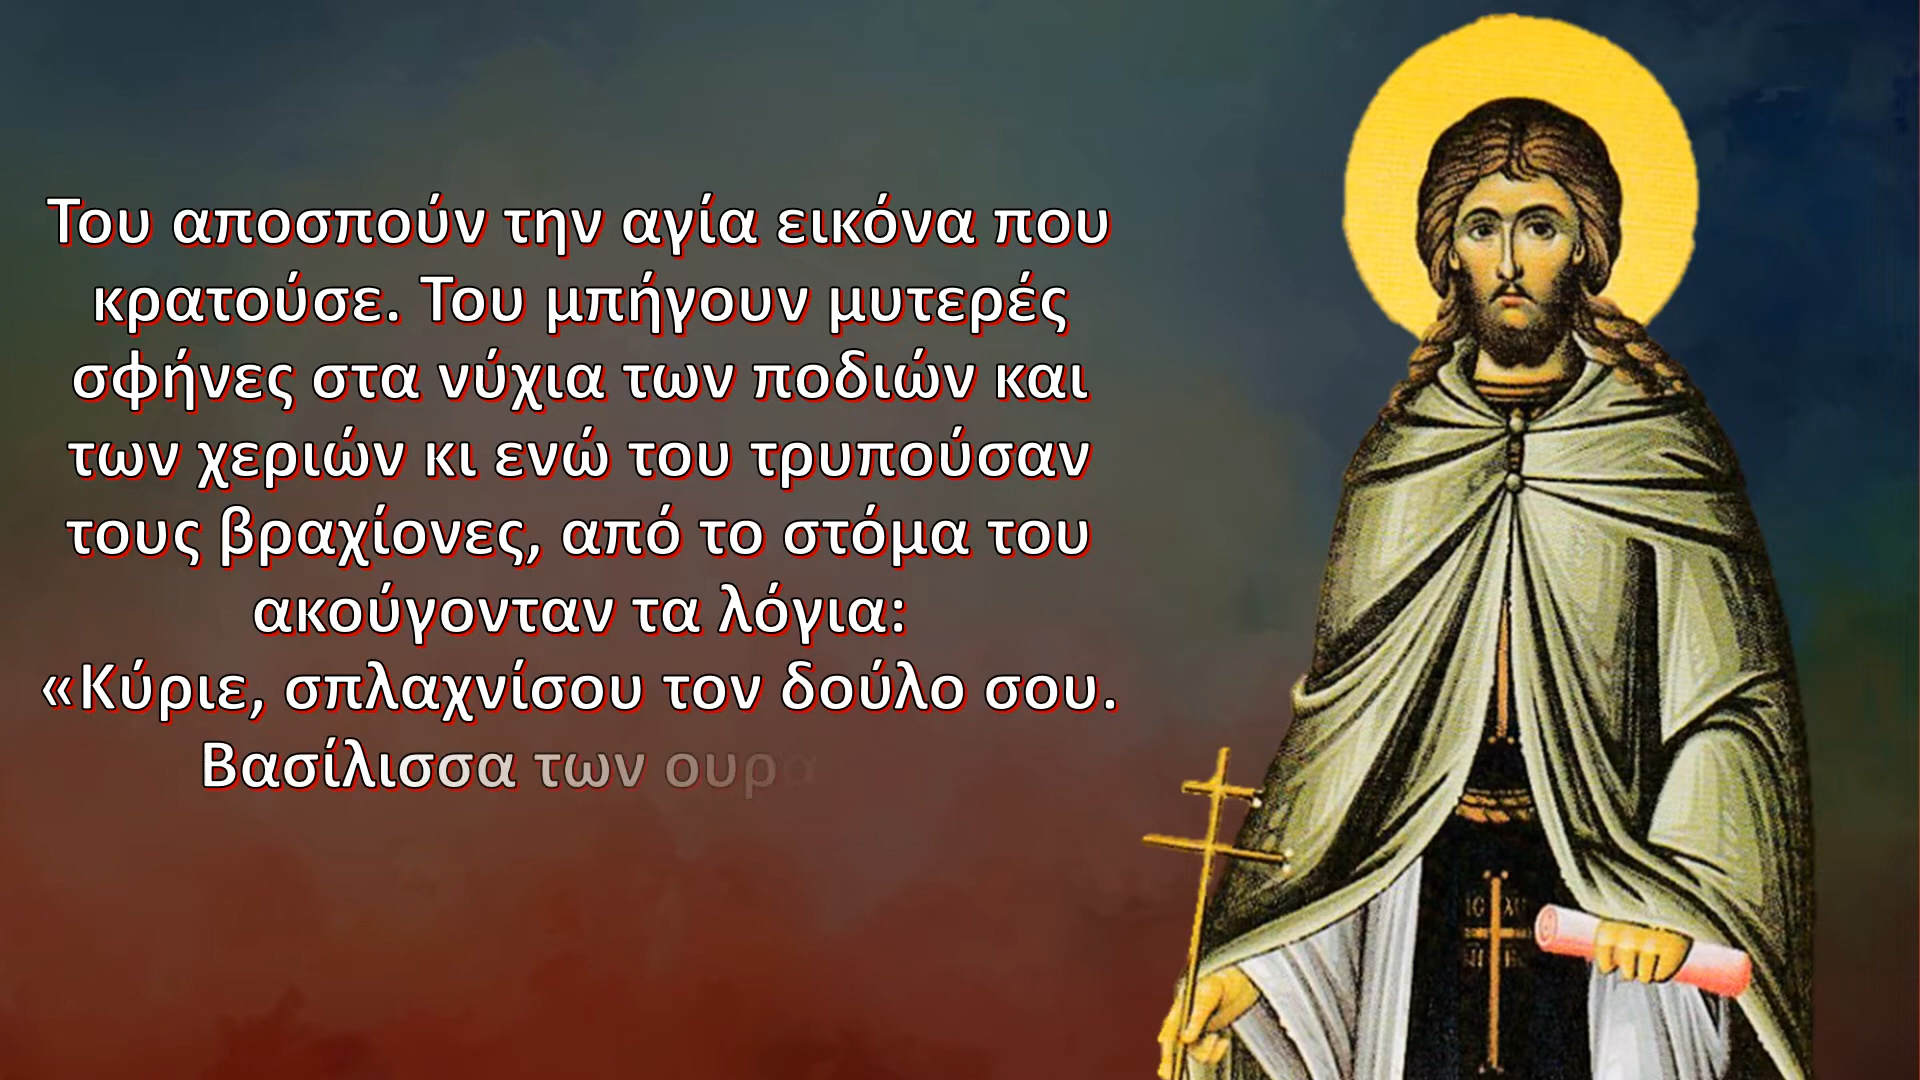 Του αποσπούν την αγία εικόνα που
κρατούσε. Του μπήγουν μυτερές
σφήνες στα νύχια των ποδιών και
των χεριών κι ενώ του τρυπούσαν
τους βραχίονες, από το στόμα του
ακούγονταν τα λόγια:
«Κύριε, σπλαχνίσου τον δούλο σου.
Βασίλισσα των ουρα